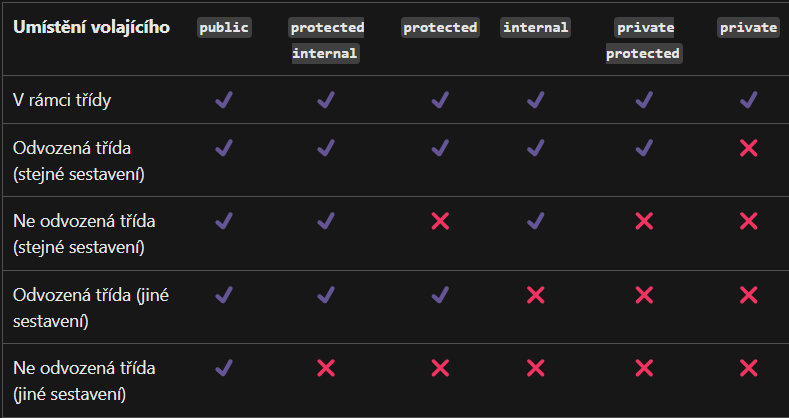 Umístění volajícího public protected internal protected internal private protected private
V rámci třídy ✓ ✓ ✓ ✓ ✓ ✓
Odvozená třída
(stejné sestavení) ✓ ✓ ✓ ✓ ✓ ✗
Ne odvozená třída
(stejné sestavení) ✓ ✓ ✗ ✓ ✗ ✗
Odvozená třída (jiné
sestavení) ✓ ✓ ✓ ✗ ✗ ✗
Ne odvozená třída
(jiné sestavení) ✓ ✗ ✗ ✗ ✗ ✗